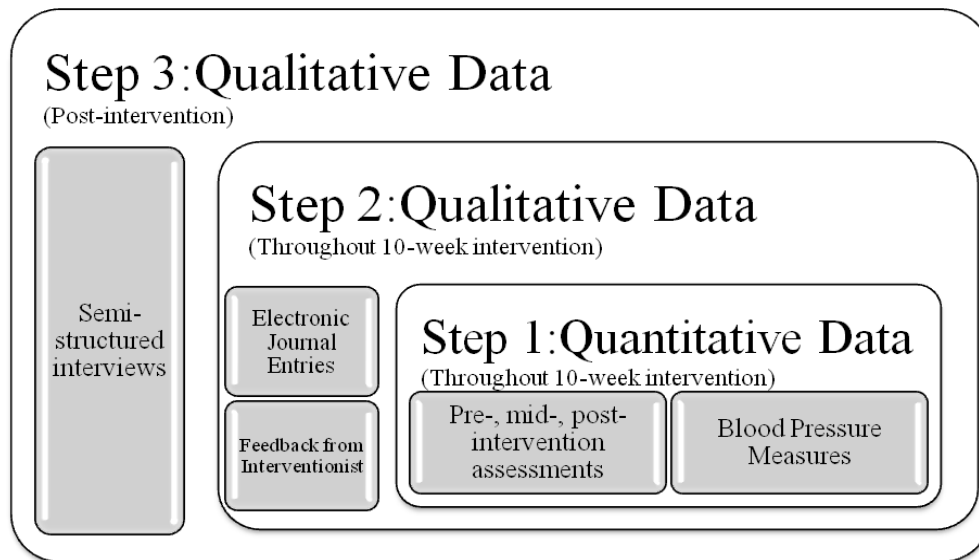 Step 3:Qualitative Data
(Post-intervention)
Semi-
structured
interviews
Step 2:Qualitative Data
(Throughout 10-week intervention)
Electronic
Journal
Entries
Feedback from
Interventionist
Step 1:Quantitative Data
(Throughout 10-week intervention)
Pre-, mid-, post-
intervention
assessments
Blood Pressure
Measures